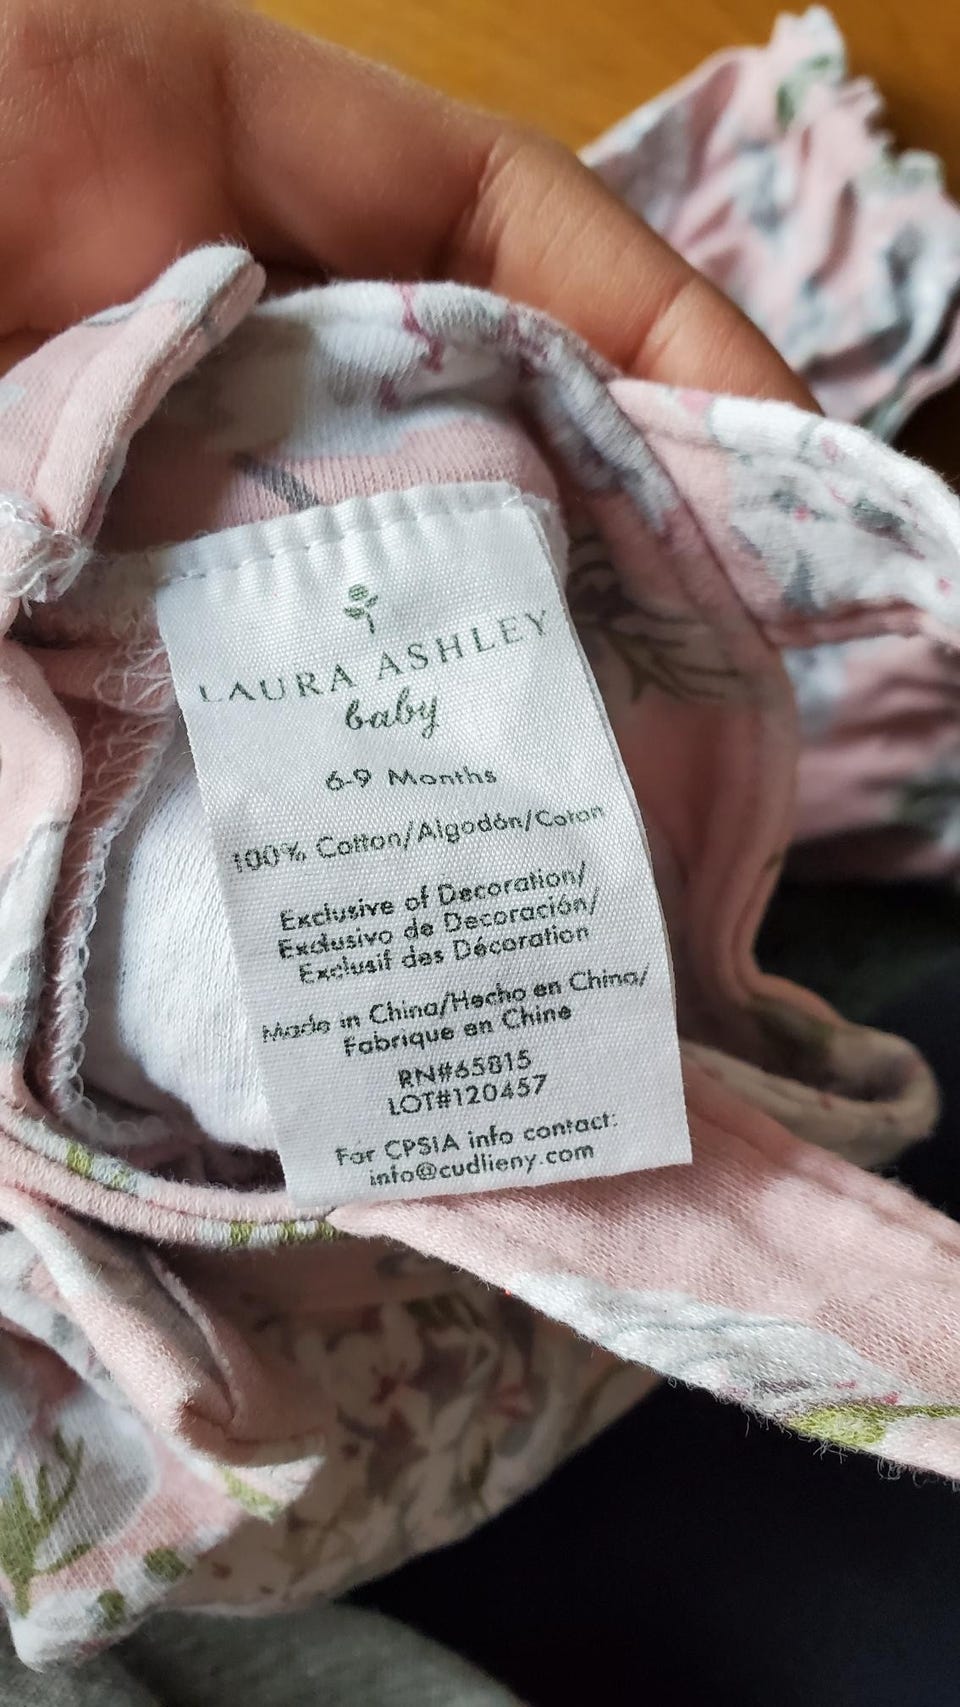 LAURA ASHLEY
baby
6-9 Months
100% Cotton/Algodón/Coton
Exclusive of Decoration/
Exclusivo de Decoración/
Exclusif des Décoration
Made in China/Hecho en China/
Fabrique en Chine
RN#65815
LOT#120457
For CPSIA info contact:
info@cudlieny.com